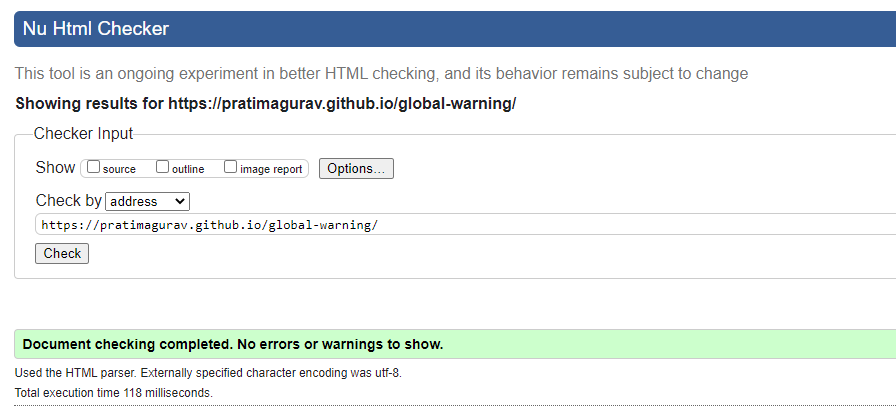 Nu Html Checker
This tool is an ongoing experiment in better HTML checking, and its behavior remains subject to change
Showing results for https://pratimagurav.github.io/global-warning/
Checker Input
Show source outline image report Options...
Check by address
https://pratimagurav.github.io/global-warning/
Check
Document checking completed. No errors or warnings to show.
Used the HTML parser. Externally specified character encoding was utf-8.
Total execution time 118 milliseconds.